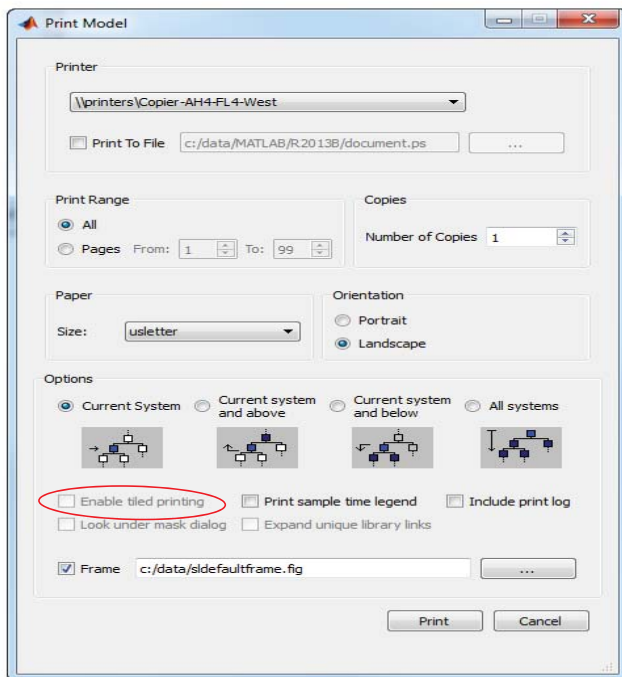 Print Model
Printer
\\printers\Copier-AH4-FL4-West
Print To File c:/data/MATLAB/R2013B/document.ps ...
Print Range
All
Pages From: 1 To: 99
Copies
Number of Copies 1
Paper
Size: usletter
Orientation
Portrait
Landscape
Options
Current System
Current system
and above
Current system
and below
All systems
Enable tiled printing Print sample time legend Include print log
Look under mask dialog Expand unique library links
Frame c:/data/sldefaultframe.fig ...
Print Cancel